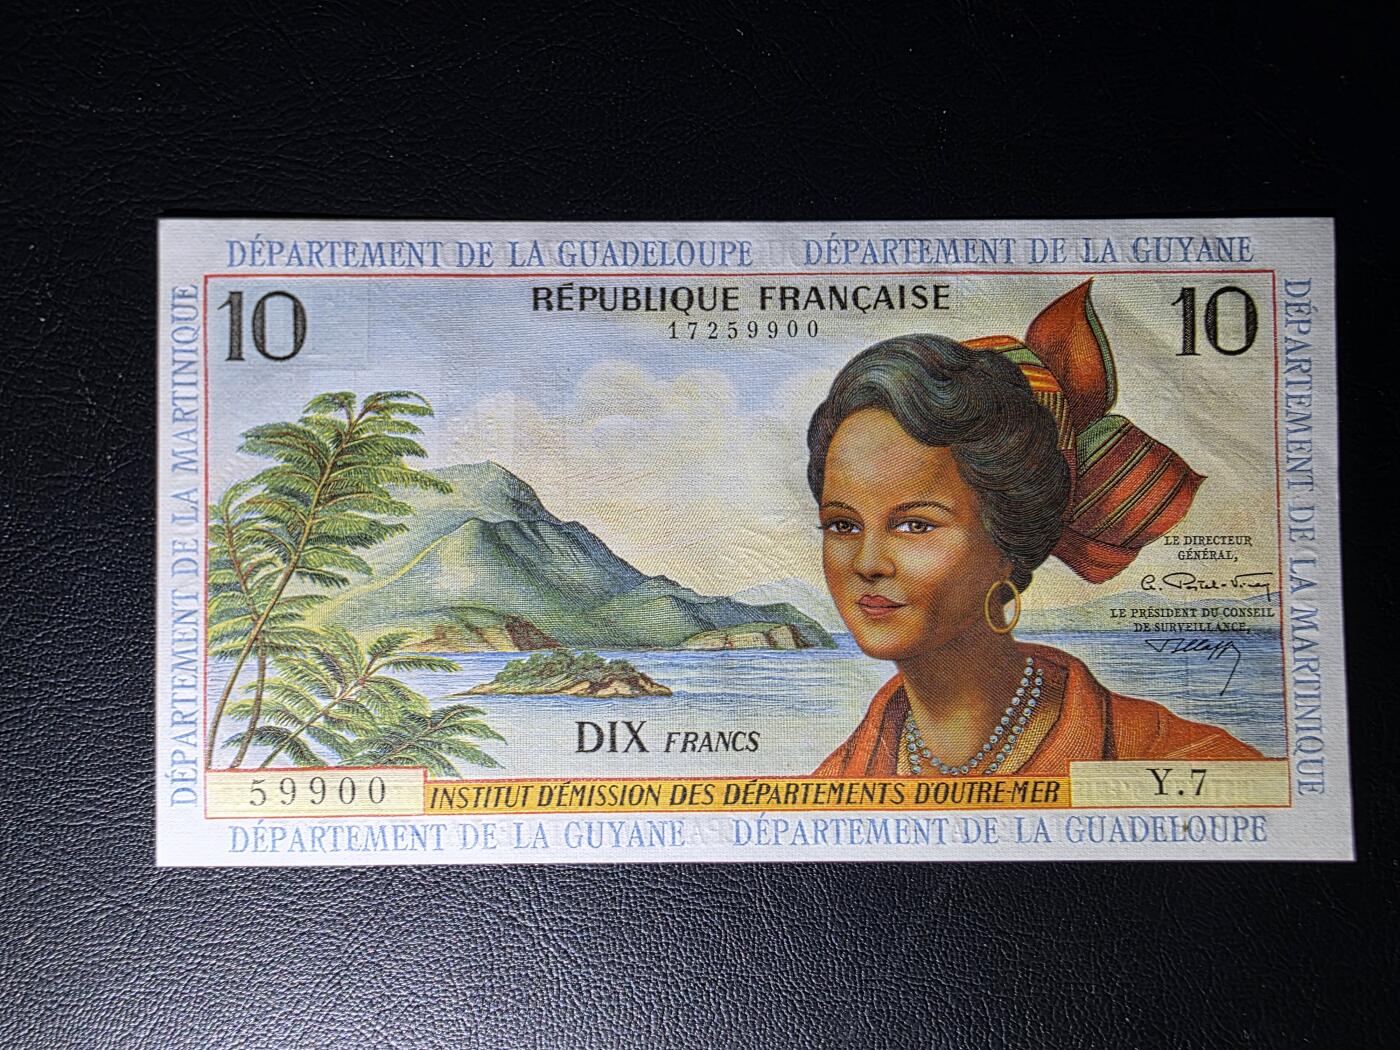 DÉPARTEMENT DE LA GUADELOUPE DÉPARTEMENT DE LA GUYANE
DÉPARTEMENT DE LA MARTINIQUE
DÉPARTEMENT DE LA MARTINIQUE
10
RÉPUBLIQUE FRANÇAISE
10
17259900
LE DIRECTEUR
GÉNÉRAL,
LE PRÉSIDENT DU CONSEIL
DE SURVEILLANCE,
DIX FRANCS
59900
INSTITUT D'ÉMISSION DES DÉPARTEMENTS D'OUTRE-MER
Y.7
DÉPARTEMENT DE LA GUYANE DÉPARTEMENT DE LA GUADELOUPE